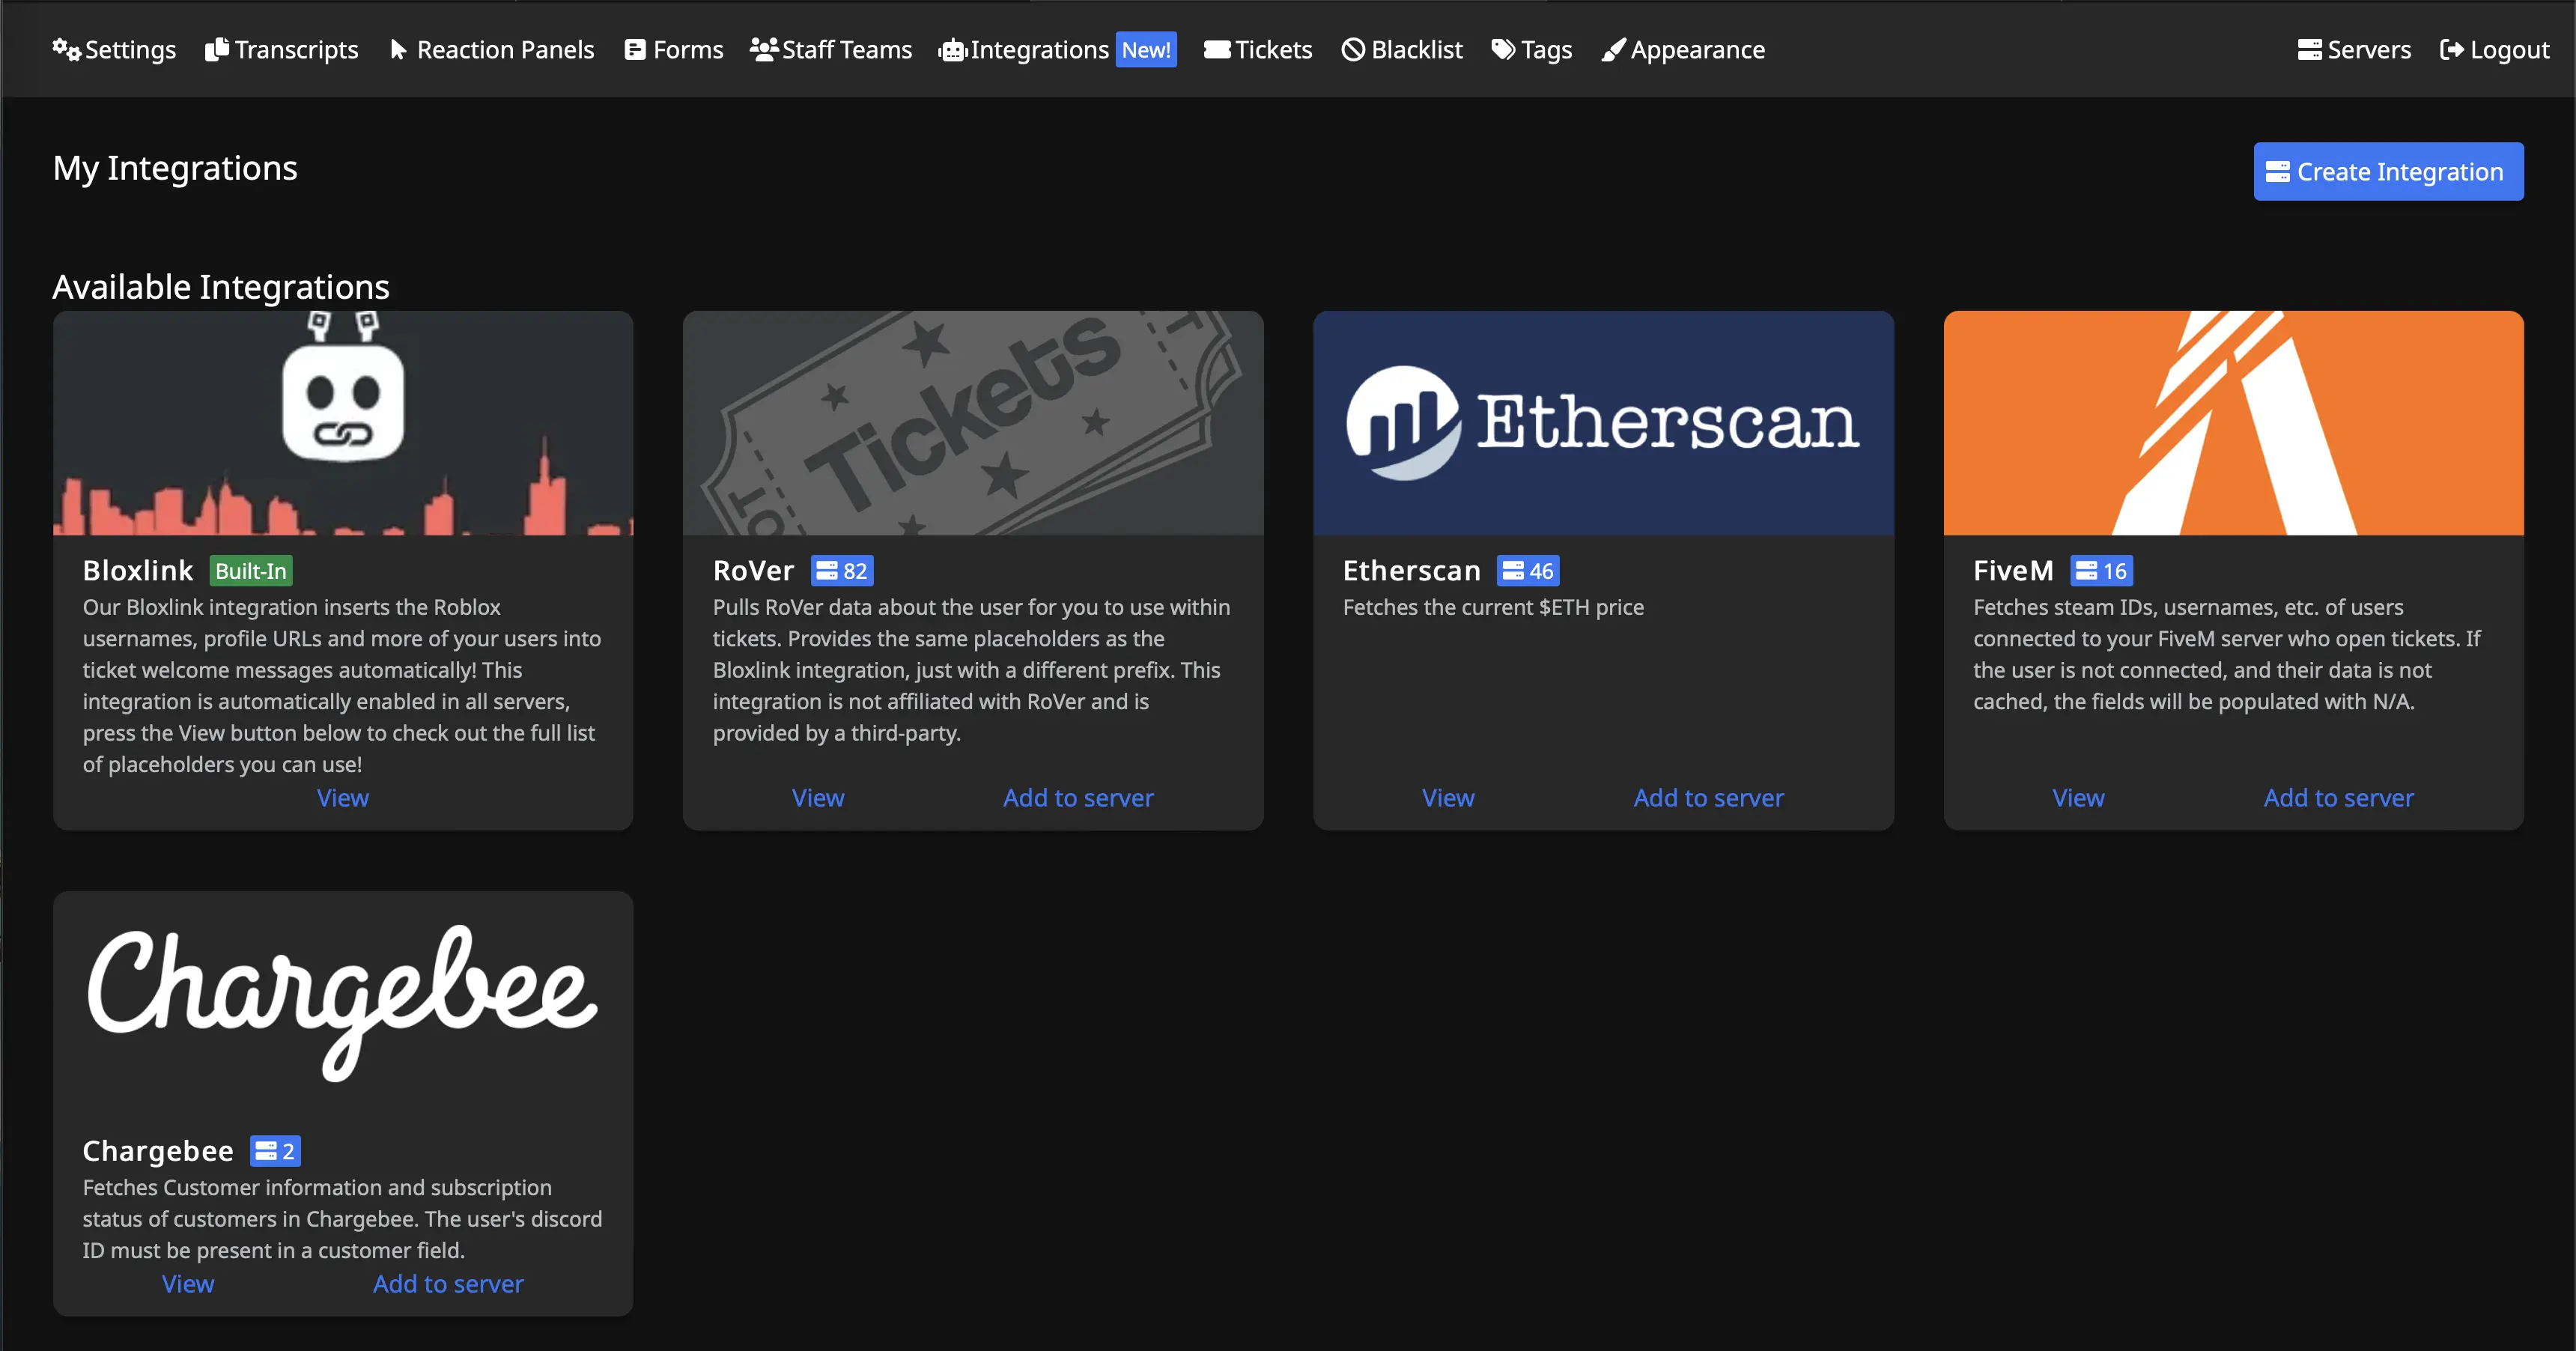 Settings Transcripts Reaction Panels Forms Staff Teams Integrations New! Tickets Blacklist Tags Appearance Servers Logout
My Integrations
Create Integration
Available Integrations
Tickets
Etherscan
Bloxlink Built-In
Our Bloxlink integration inserts the Roblox
usernames, profile URLs and more of your users into
ticket welcome messages automatically! This
integration is automatically enabled in all servers,
press the View button below to check out the full list
of placeholders you can use!
View
RoVer 82
Pulls RoVer data about the user for you to use within
tickets. Provides the same placeholders as the
Bloxlink integration, just with a different prefix. This
integration is not affiliated with RoVer and is
provided by a third-party.
View Add to server
Etherscan 46
Fetches the current $ETH price
View Add to server
FiveM 16
Fetches steam IDs, usernames, etc. of users
connected to your FiveM server who open tickets. If
the user is not connected, and their data is not
cached, the fields will be populated with N/A.
View Add to server
Chargebee
Chargebee 2
Fetches Customer information and subscription
status of customers in Chargebee. The user's discord
ID must be present in a customer field.
View Add to server